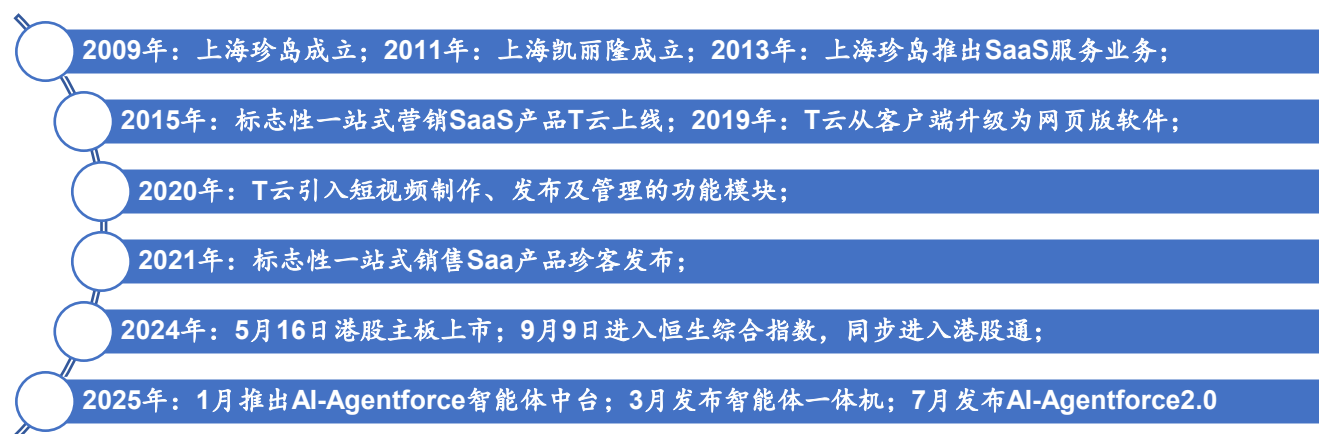 2009年：上海珍岛成立；2011年：上海凯丽隆成立；2013年：上海珍岛推出SaaS服务业务；
2015年：标志性一站式营销SaaS产品T云上线；2019年：T云从客户端升级为网页版软件；
2020年：T云引入短视频制作、发布及管理的功能模块；
2021年：标志性一站式销售Saa产品珍客发布；
2024年：5月16日港股主板上市；9月9日进入恒生综合指数，同步进入港股通；
2025年：1月推出AI-Agentforce智能体中台；3月发布智能体一体机；7月发布AI-Agentforce2.0